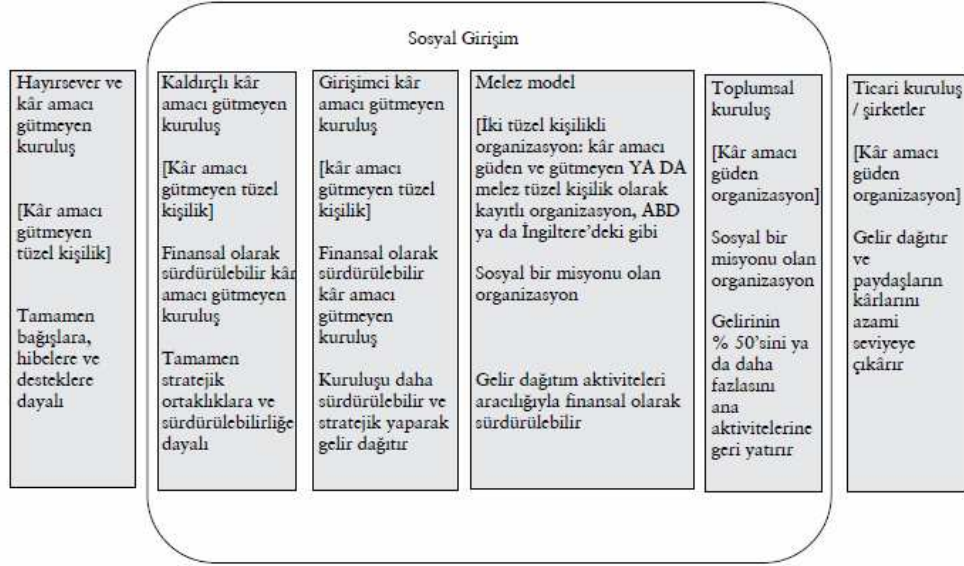 Sosyal Girişim
Hayırsever ve
kâr amacı
gütmeyen
kuruluş
[Kâr amacı
gütmeyen
tüzel kişilik]
Tamamen
bağışlara,
hibelere ve
desteklere
dayalı
Kaldırçlı kâr
amacı gütmeyen
kuruluş
[Kâr amacı
gütmeyen tüzel
kişilik]
Finansal olarak
sürdürülebilir kâr
amacı gütmeyen
kuruluş
Tamamen
stratejik
ortaklıklara ve
sürdürülebilirliğe
dayalı
Girişimci kâr
amacı gütmeyen
kuruluş
[kâr amacı
gütmeyen tüzel
kişilik]
Finansal olarak
sürdürülebilir
kâr amacı
gütmeyen
kuruluş
Kuruluşu daha
sürdürülebilir ve
stratejik yaparak
gelir dağıtır
Melez model
[İki tüzel kişilikli
organizasyon: kâr amacı
güden ve gütmeyen YA DA
melez tüzel kişilik olarak
kayıtlı organizasyon, ABD
ya da İngiltere’deki gibi
Sosyal bir misyonu olan
organizasyon
Gelir dağıtım aktiviteleri
aracılığıyla finansal olarak
sürdürülebilir
Toplumsal
kuruluş
[Kâr amacı
güden
organizasyon]
Sosyal bir
misyonu olan
organizasyon
Gelirinin
% 50’sini ya
da daha
fazlasını
ana
aktivitelerine
geri yatırır
Ticari kuruluş
/ şirketler
[Kâr amacı
güden
organizasyon]
Gelir dağıtır
ve
paydaşların
kârlarını
azami
seviyeye
çıkârır